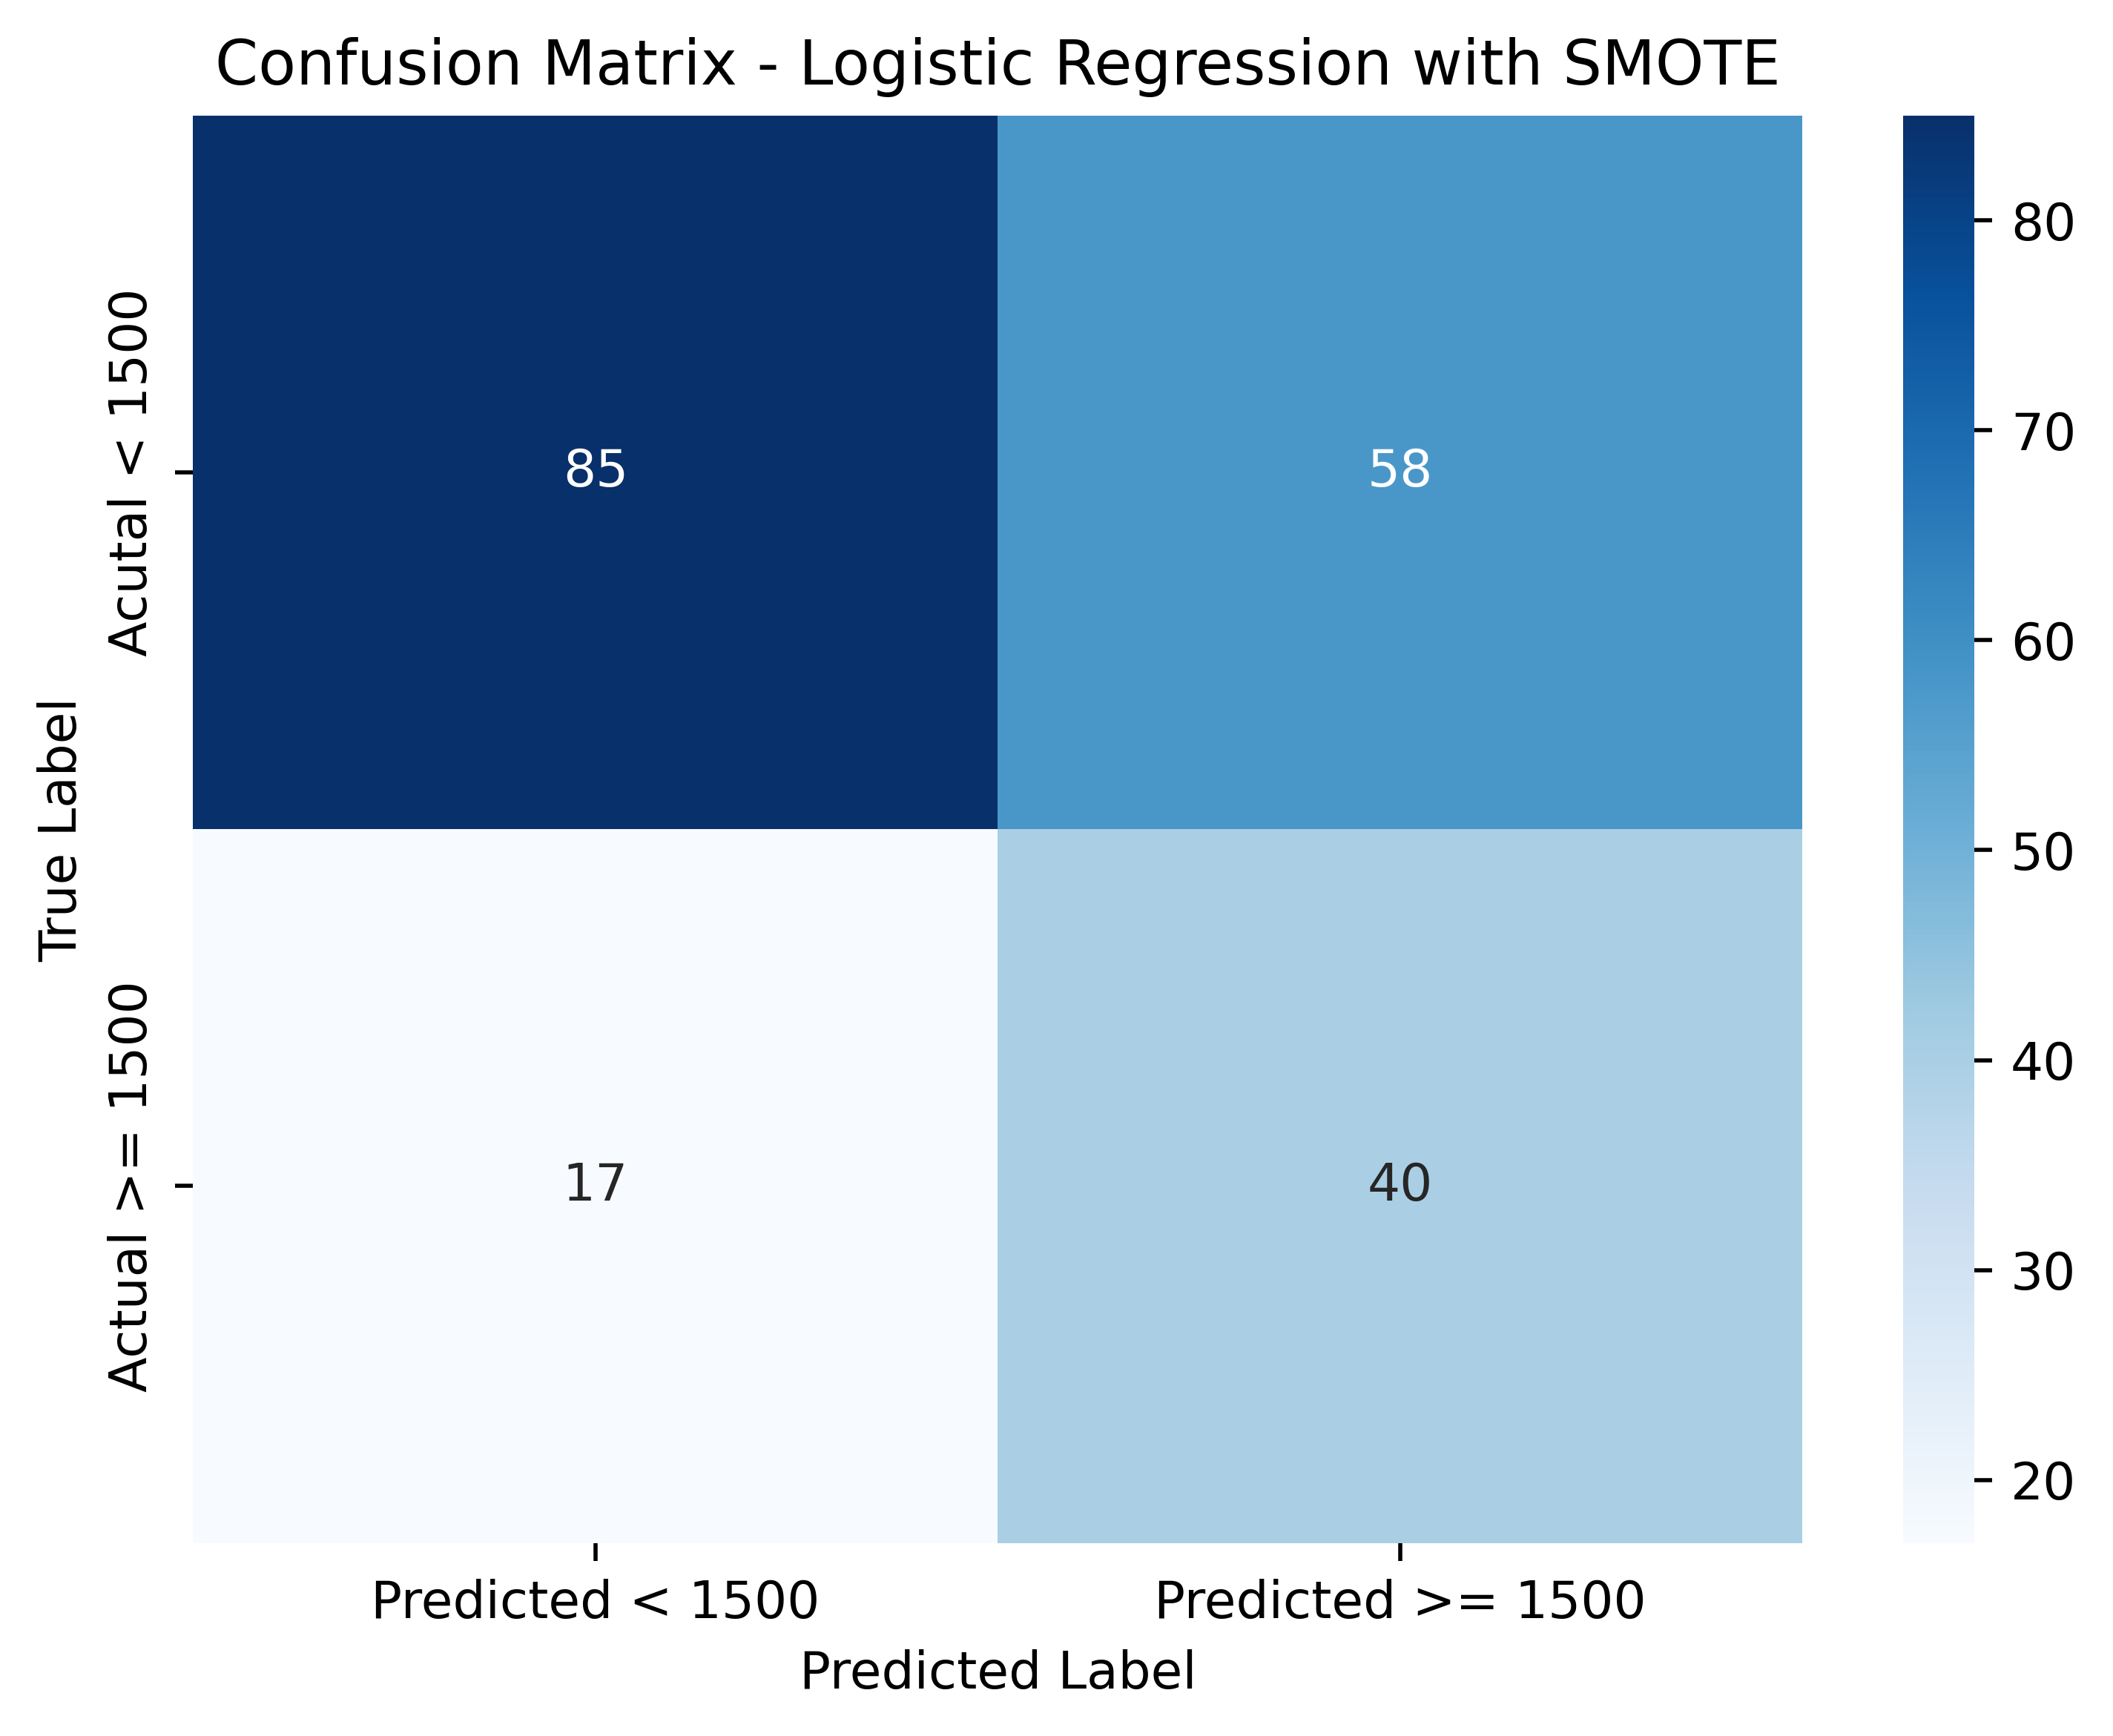 Confusion Matrix - Logistic Regression with SMOTE
True Label
Acutal < 1500
85
58
Actual >= 1500
17
40
Predicted < 1500
Predicted >= 1500
Predicted Label
80
70
60
50
40
30
20